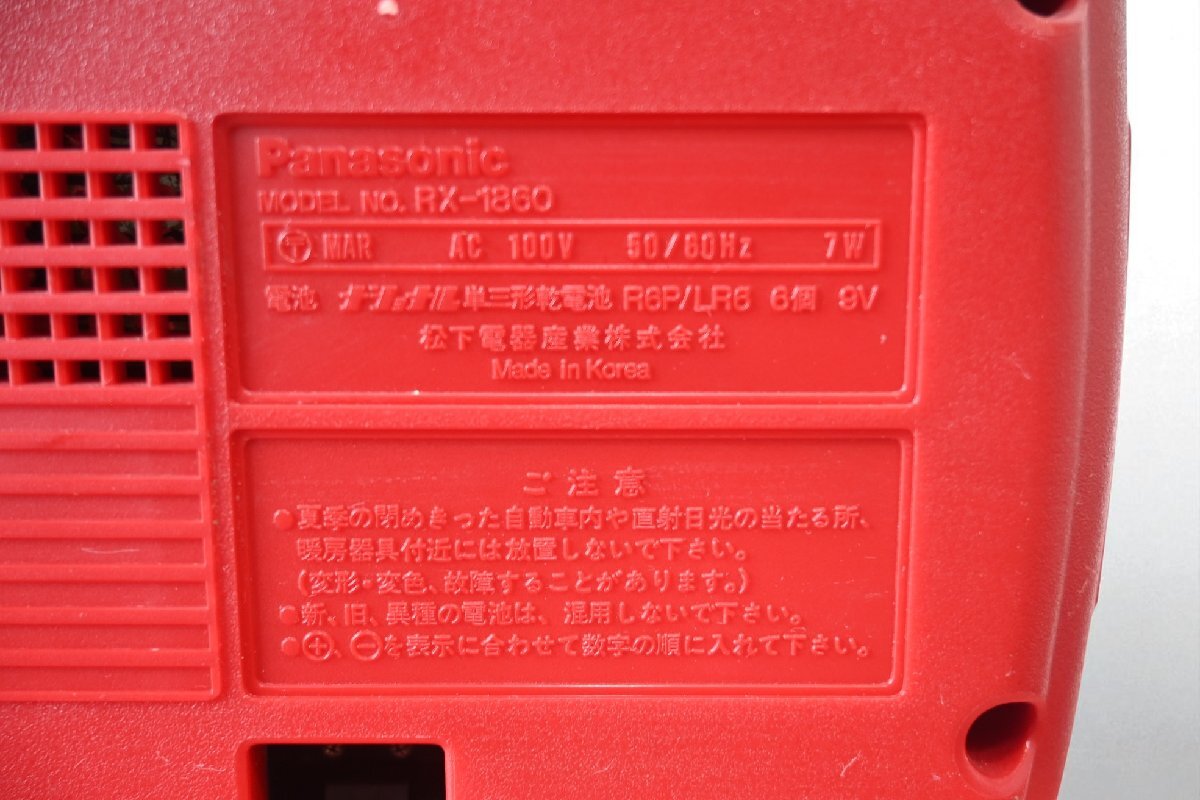 Panasonic
MODEL NO. RX-1860
〒 MAR AC 100V 50/60Hz 7W
電池 ナショナル単三形乾電池 R6P/LR6 6個 9V
松下電器産業株式会社
Made in Korea
ご注意
●夏季の閉めきった自動車内や直射日光の当たる所、
暖房器具付近には放置しないで下さい。
(変形・変色、故障することがあります。)
●新、旧、異種の電池は、混用しないで下さい。
●⊕、⊖を表示に合わせて数字の順に入れて下さい。